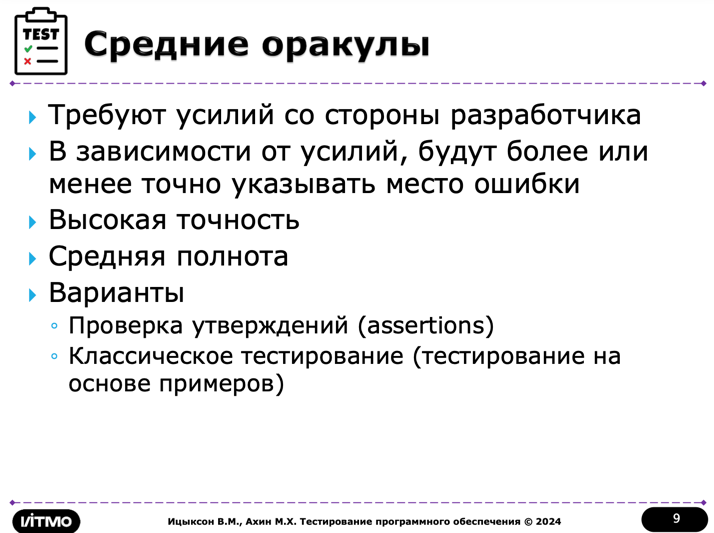 TEST
Средние оракулы
Требуют усилий со стороны разработчика
В зависимости от усилий, будут более или
менее точно указывать место ошибки
Высокая точность
Средняя полнота
Варианты
Проверка утверждений (assertions)
Классическое тестирование (тестирование на
основе примеров)
ИТМО
Ицыксон В.М., Ахин М.Х. Тестирование программного обеспечения © 2024
9